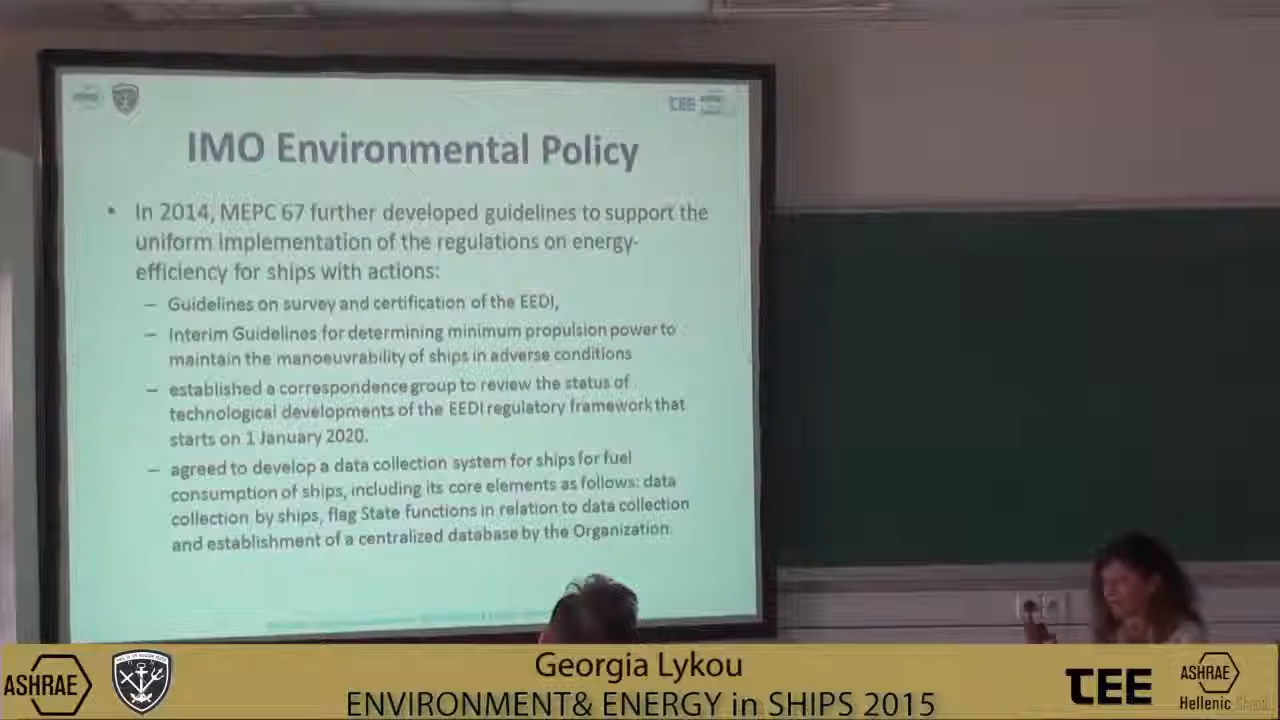 TEE
IMO Environmental Policy
• In 2014, MEPC 67 further developed guidelines to support the
uniform implementation of the regulations on energy-
efficiency for ships with actions:
– Guidelines on survey and certification of the EEDI,
– Interim Guidelines for determining minimum propulsion power to
maintain the manoeuvrability of ships in adverse conditions
– established a correspondence group to review the status of
technological developments of the EEDI regulatory framework that
starts on 1 January 2020.
– agreed to develop a data collection system for ships for fuel
consumption of ships, including its core elements as follows: data
collection by ships, flag State functions in relation to data collection
and establishment of a centralized database by the Organization.
ASHRAE
Georgia Lykou
ENVIRONMENT& ENERGY in SHIPS 2015
TEE
ASHRAE
Hellenic